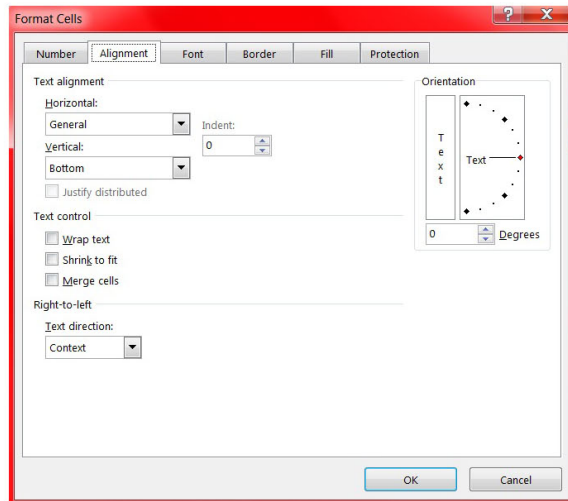 Format Cells
? X
Number Alignment Font Border Fill Protection
Text alignment
Horizontal:
General
Indent:
0
Vertical:
Bottom
Justify distributed
Text control
Wrap text
Shrink to fit
Merge cells
Right-to-left
Text direction:
Context
Orientation
Text
Text
0 Degrees
OK Cancel